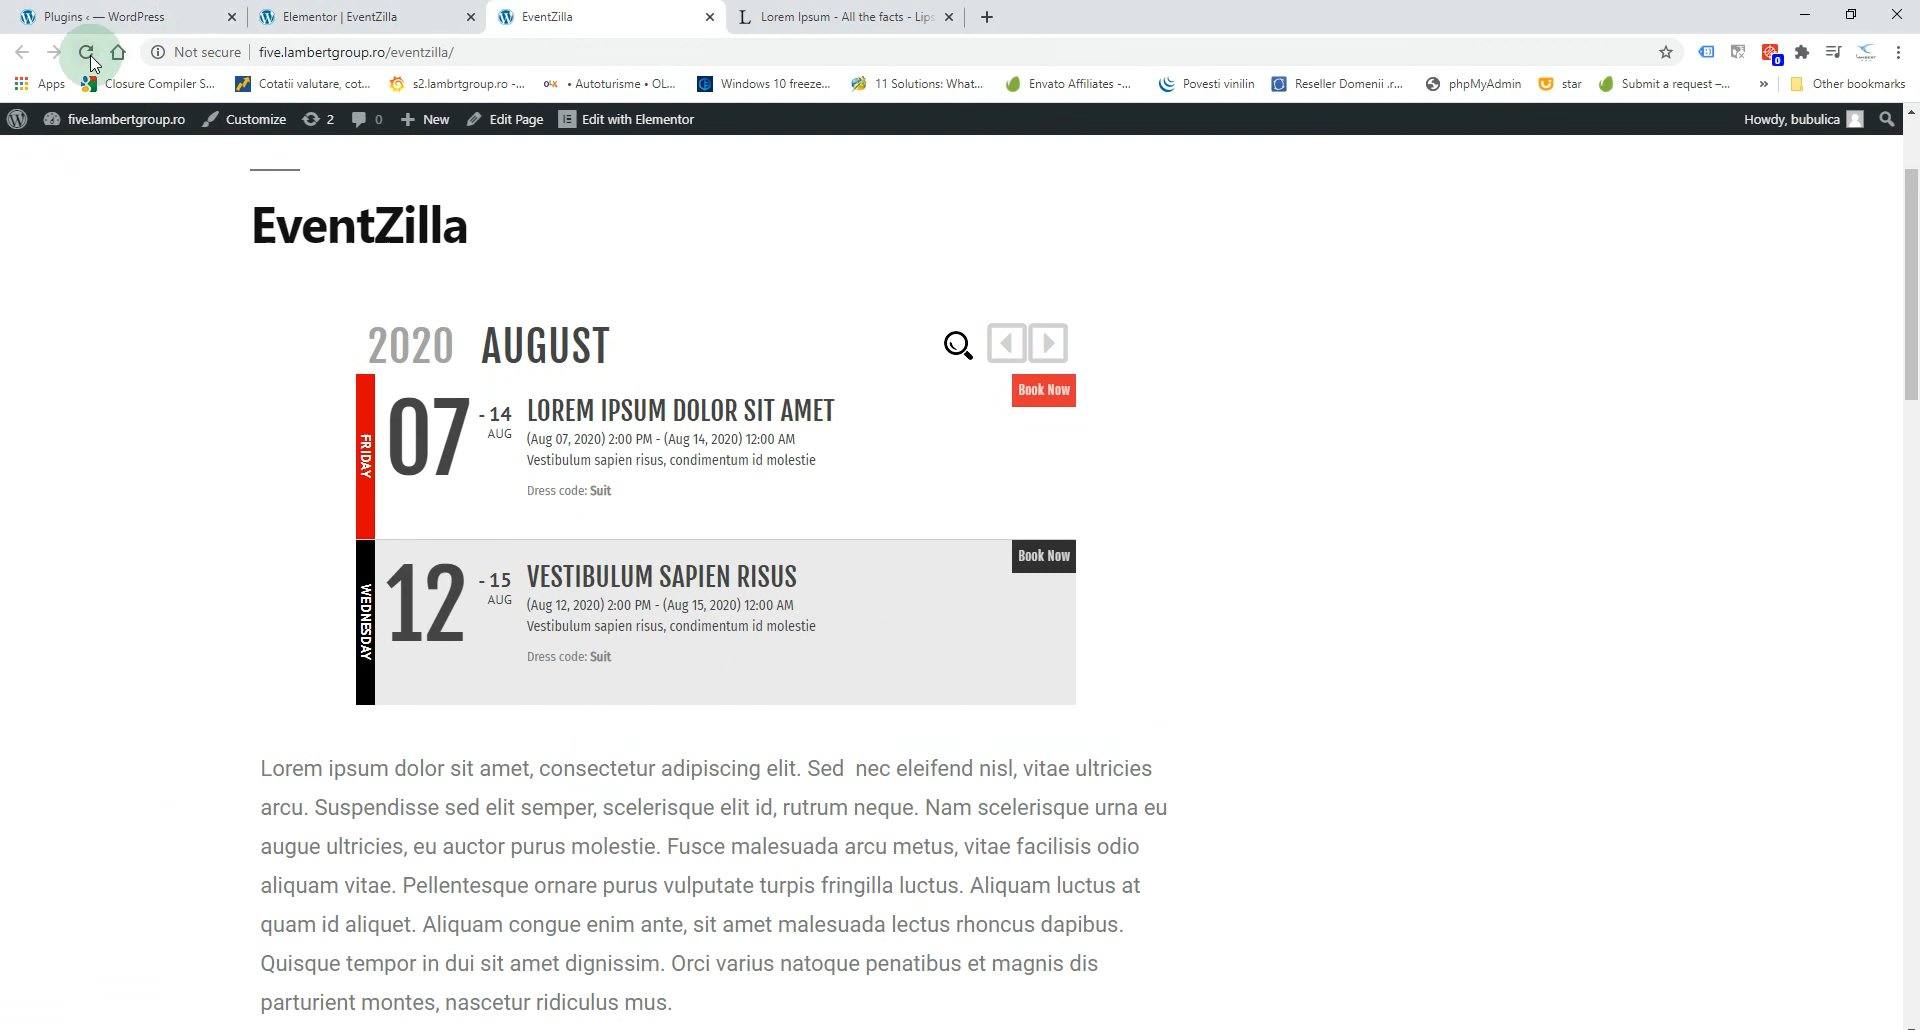 Plugins ‹ — WordPress
Elementor | EventZilla
EventZilla
Lorem Ipsum - All the facts - Lips
Not secure
five.lambertgroup.ro/eventzilla/
0
Apps
Closure Compiler S...
Cotatii valutare, cot...
s2.lambrtgroup.ro -...
• Autoturisme • OL...
Windows 10 freeze...
11 Solutions: What...
Envato Affiliates -...
Povesti vinilin
Reseller Domenii .r...
phpMyAdmin
star
Submit a request –...
»
Other bookmarks
five.lambertgroup.ro
Customize
2
0
New
Edit Page
Edit with Elementor
Howdy, bubulica
EventZilla
2020 AUGUST
FRIDAY
07
- 14
AUG
LOREM IPSUM DOLOR SIT AMET
(Aug 07, 2020) 2:00 PM - (Aug 14, 2020) 12:00 AM
Vestibulum sapien risus, condimentum id molestie
Dress code: Suit
Book Now
WEDNESDAY
12
- 15
AUG
VESTIBULUM SAPIEN RISUS
(Aug 12, 2020) 2:00 PM - (Aug 15, 2020) 12:00 AM
Vestibulum sapien risus, condimentum id molestie
Dress code: Suit
Book Now
Lorem ipsum dolor sit amet, consectetur adipiscing elit. Sed nec eleifend nisl, vitae ultricies
arcu. Suspendisse sed elit semper, scelerisque elit id, rutrum neque. Nam scelerisque urna eu
augue ultricies, eu auctor purus molestie. Fusce malesuada arcu metus, vitae facilisis odio
aliquam vitae. Pellentesque ornare purus vulputate turpis fringilla luctus. Aliquam luctus at
quam id aliquet. Aliquam congue enim ante, sit amet malesuada lectus rhoncus dapibus.
Quisque tempor in dui sit amet dignissim. Orci varius natoque penatibus et magnis dis
parturient montes, nascetur ridiculus mus.